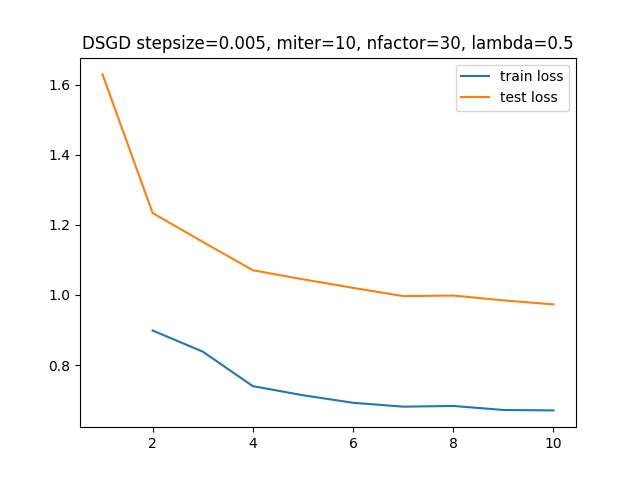 DSGD stepsize=0.005, miter=10, nfactor=30, lambda=0.5
train loss
test loss
1.6
1.4
1.2
1.0
0.8
2 4 6 8 10